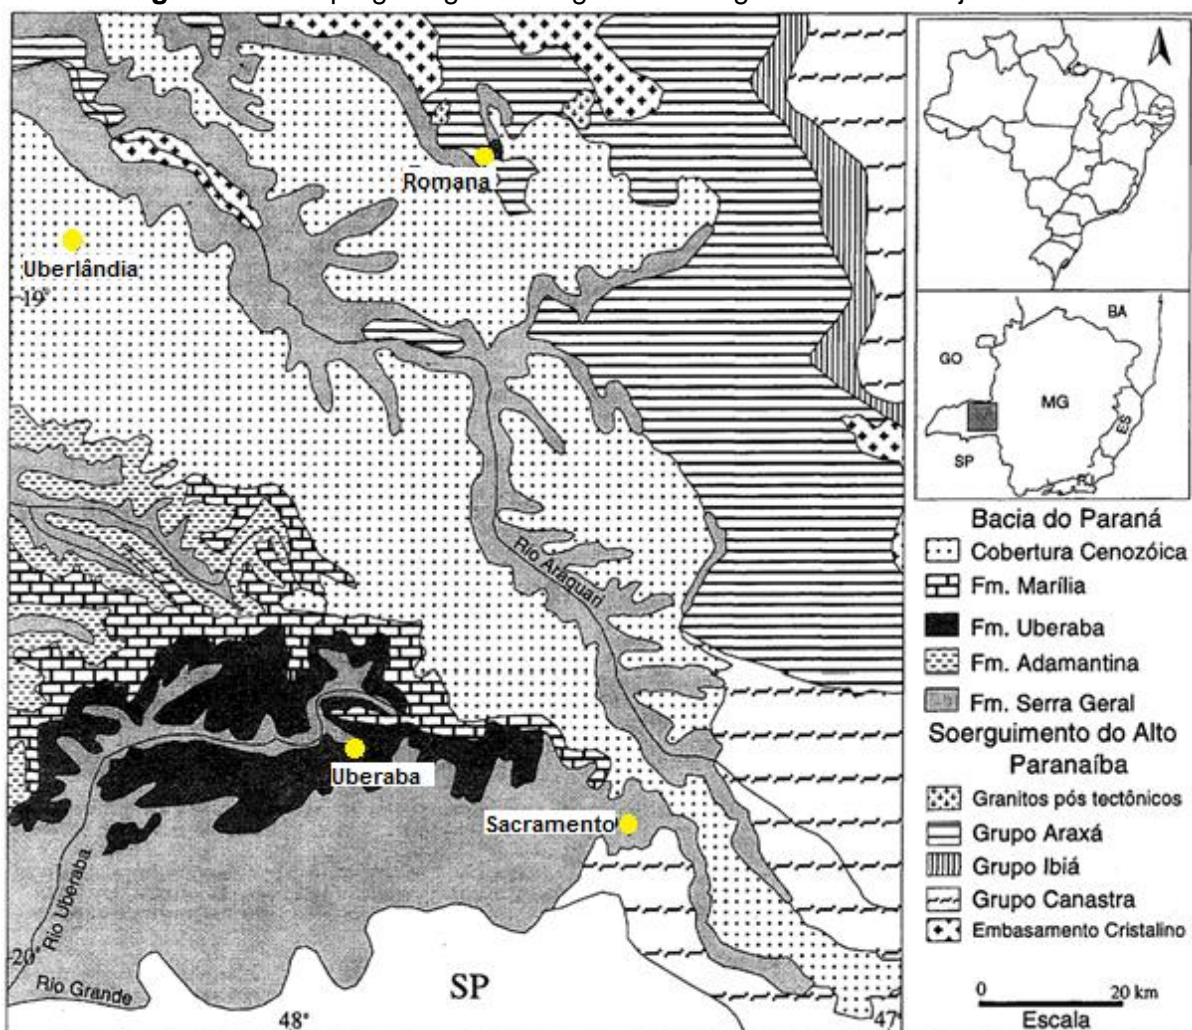 Romana
Uberlândia
19°
Rio Araguari
Uberaba
Sacramento
Rio Uberaba
20°
Rio Grande
SP
48°
47°
BA
GO
MG
ES
SP
RJ
Bacia do Paraná
Cobertura Cenozóica
Fm. Marília
Fm. Uberaba
Fm. Adamantina
Fm. Serra Geral
Soerguimento do Alto
Paranaíba
Granitos pós tectônicos
Grupo Araxá
Grupo Ibiá
Grupo Canastra
Embasamento Cristalino
0 20 km
Escala